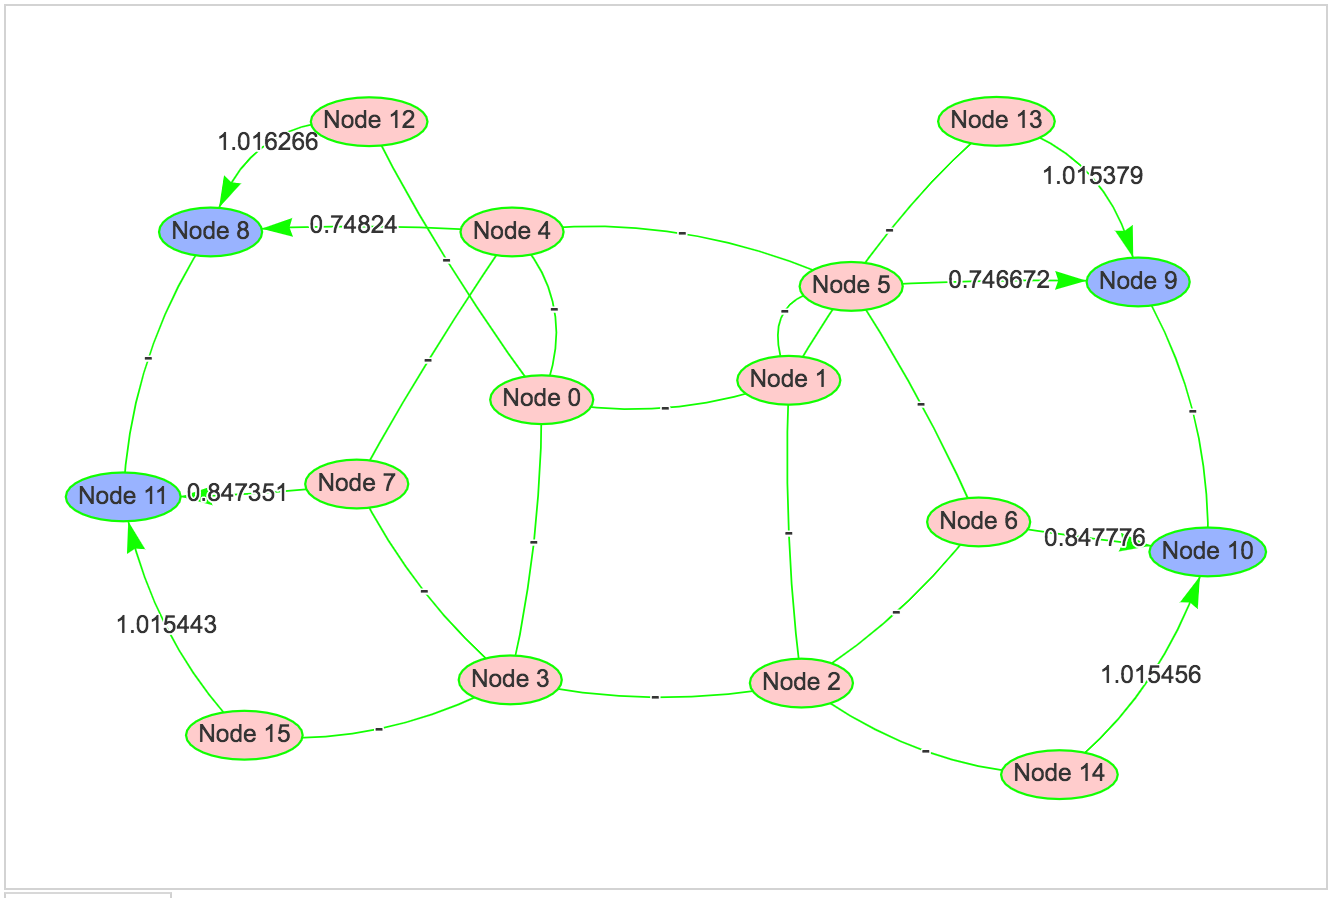 Node 12
Node 13
1.016266
1.015379
Node 8
0.74824
Node 4
-
-
-
Node 5
0.746672
Node 9
-
-
-
-
Node 1
Node 0
-
-
-
Node 7
0.847351
Node 11
Node 6
-
-
0.847776
Node 10
-
-
1.015443
Node 3
Node 2
-
1.015456
Node 15
-
-
Node 14